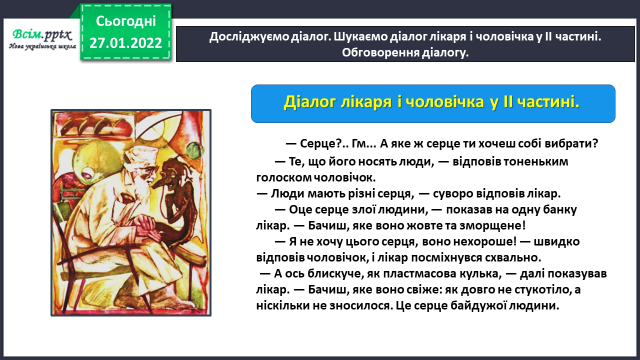 Всім.pptx
Нова українська школа
Сьогодні
27.01.2022
Досліджуємо діалог. Шукаємо діалог лікаря і чоловічка у ІІ частині.
Обговорення діалогу.
Діалог лікаря і чоловічка у ІІ частині.
— Серце?.. Гм... А яке ж серце ти хочеш собі вибрати?
— Те, що його носять люди, — відповів тоненьким
голоском чоловічок.
— Люди мають різні серця, — суворо відповів лікар.
— Оце серце злої людини, — показав на одну банку
лікар. — Бачиш, яке воно жовте та зморщене!
— Я не хочу цього серця, воно нехороше! — швидко
відповів чоловічок, і лікар посміхнувся схвально.
— А ось блискуче, як пластмасова кулька, — далі показував
лікар. — Бачиш, яке воно свіже: як довго не стукотіло, а
ніскільки не зносилося. Це серце байдужої людини.